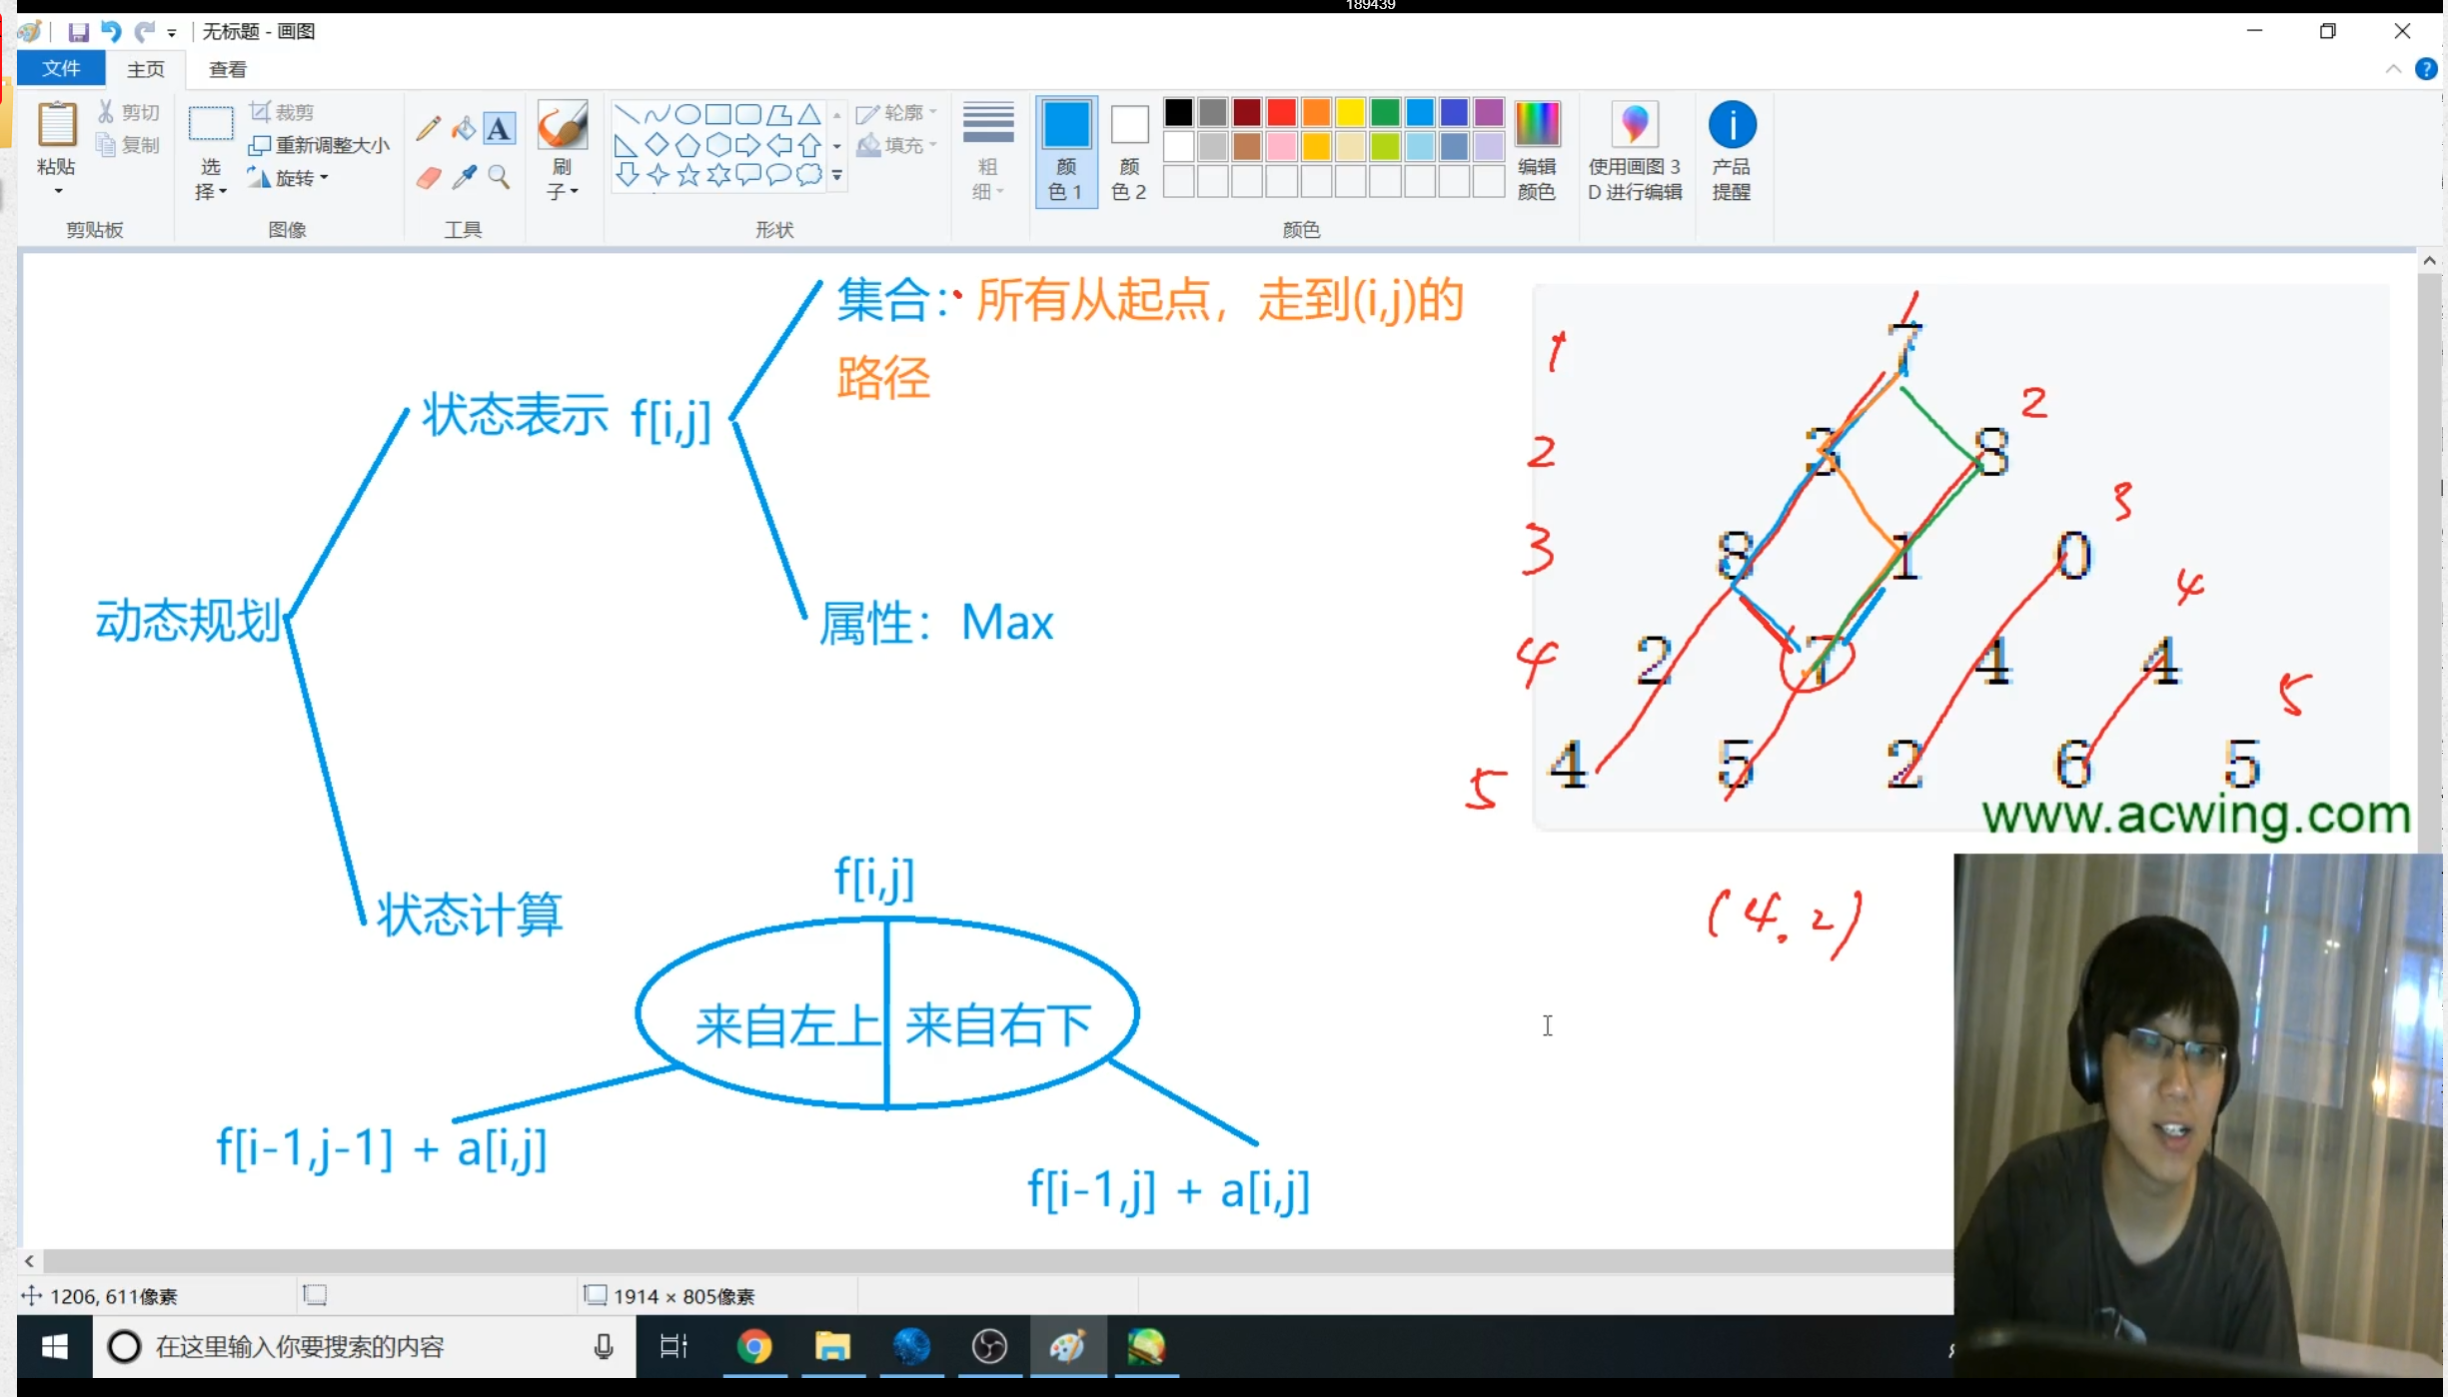 189439
无标题 - 画图
文件 主页 查看
粘贴
剪切
复制
剪贴板
选择
裁剪
重新调整大小
旋转
图像
A
工具
刷子
形状
轮廓
填充
粗细
颜色1
颜色2
颜色
编辑颜色
使用画图 3D 进行编辑
产品提醒
集合: 所有从起点，走到(i,j)的
路径
状态表示 f[i,j]
动态规划
属性：Max
状态计算
f[i,j]
来自左上 来自右下
f[i-1,j-1] + a[i,j]
f[i-1,j] + a[i,j]
1 7
2 3 8 2
3 8 1 0 3
4 2 7 4 4 4
5 4 5 2 6 5 5
www.acwing.com
(4.2)
1206, 611像素
1914 × 805像素
在这里输入你要搜索的内容